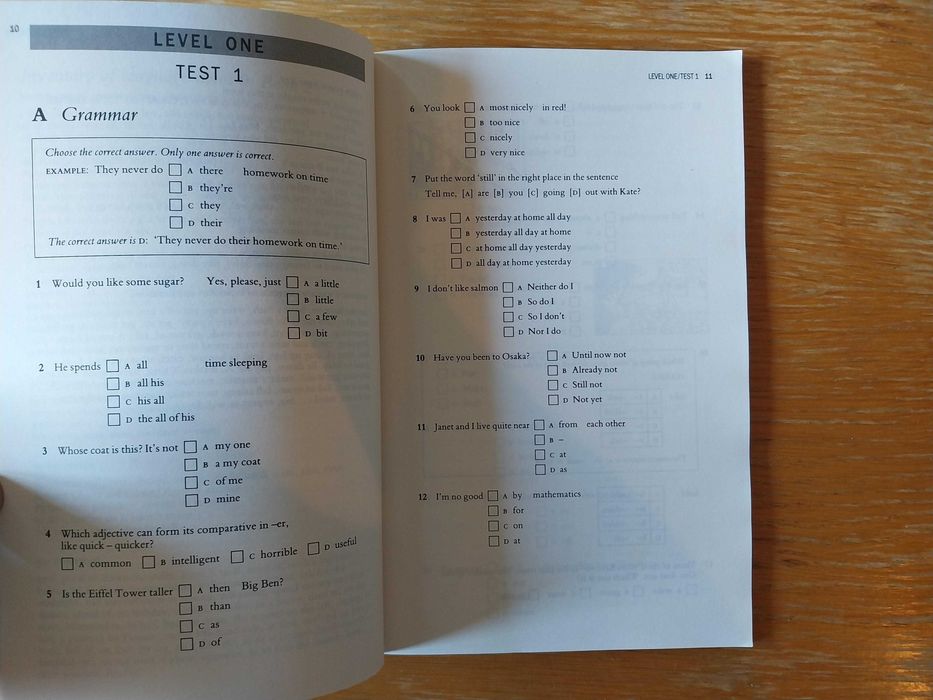 10
LEVEL ONE
TEST 1
A Grammar
Choose the correct answer. Only one answer is correct.
EXAMPLE: They never do A there homework on time
B they're
C they
D their
The correct answer is D: 'They never do their homework on time.'
1 Would you like some sugar? Yes, please, just A a little
B little
C a few
D bit
2 He spends A all time sleeping
B all his
C his all
D the all of his
3 Whose coat is this? It's not A my one
B a my coat
C of me
D mine
4 Which adjective can form its comparative in –er,
like quick – quicker?
A common B intelligent C horrible D useful
5 Is the Eiffel Tower taller A then Big Ben?
B than
C as
D of
LEVEL ONE/TEST 1 11
6 You look A most nicely in red!
B too nice
C nicely
D very nice
7 Put the word 'still' in the right place in the sentence
Tell me, [A] are [B] you [C] going [D] out with Kate?
8 I was A yesterday at home all day
B yesterday all day at home
C at home all day yesterday
D all day at home yesterday
9 I don't like salmon A Neither do I
B So do I
C So I don't
D Nor I do
10 Have you been to Osaka? A Until now not
B Already not
C Still not
D Not yet
11 Janet and I live quite near A from each other
B –
C at
D as
12 I'm no good A by mathematics
B for
C on
D at